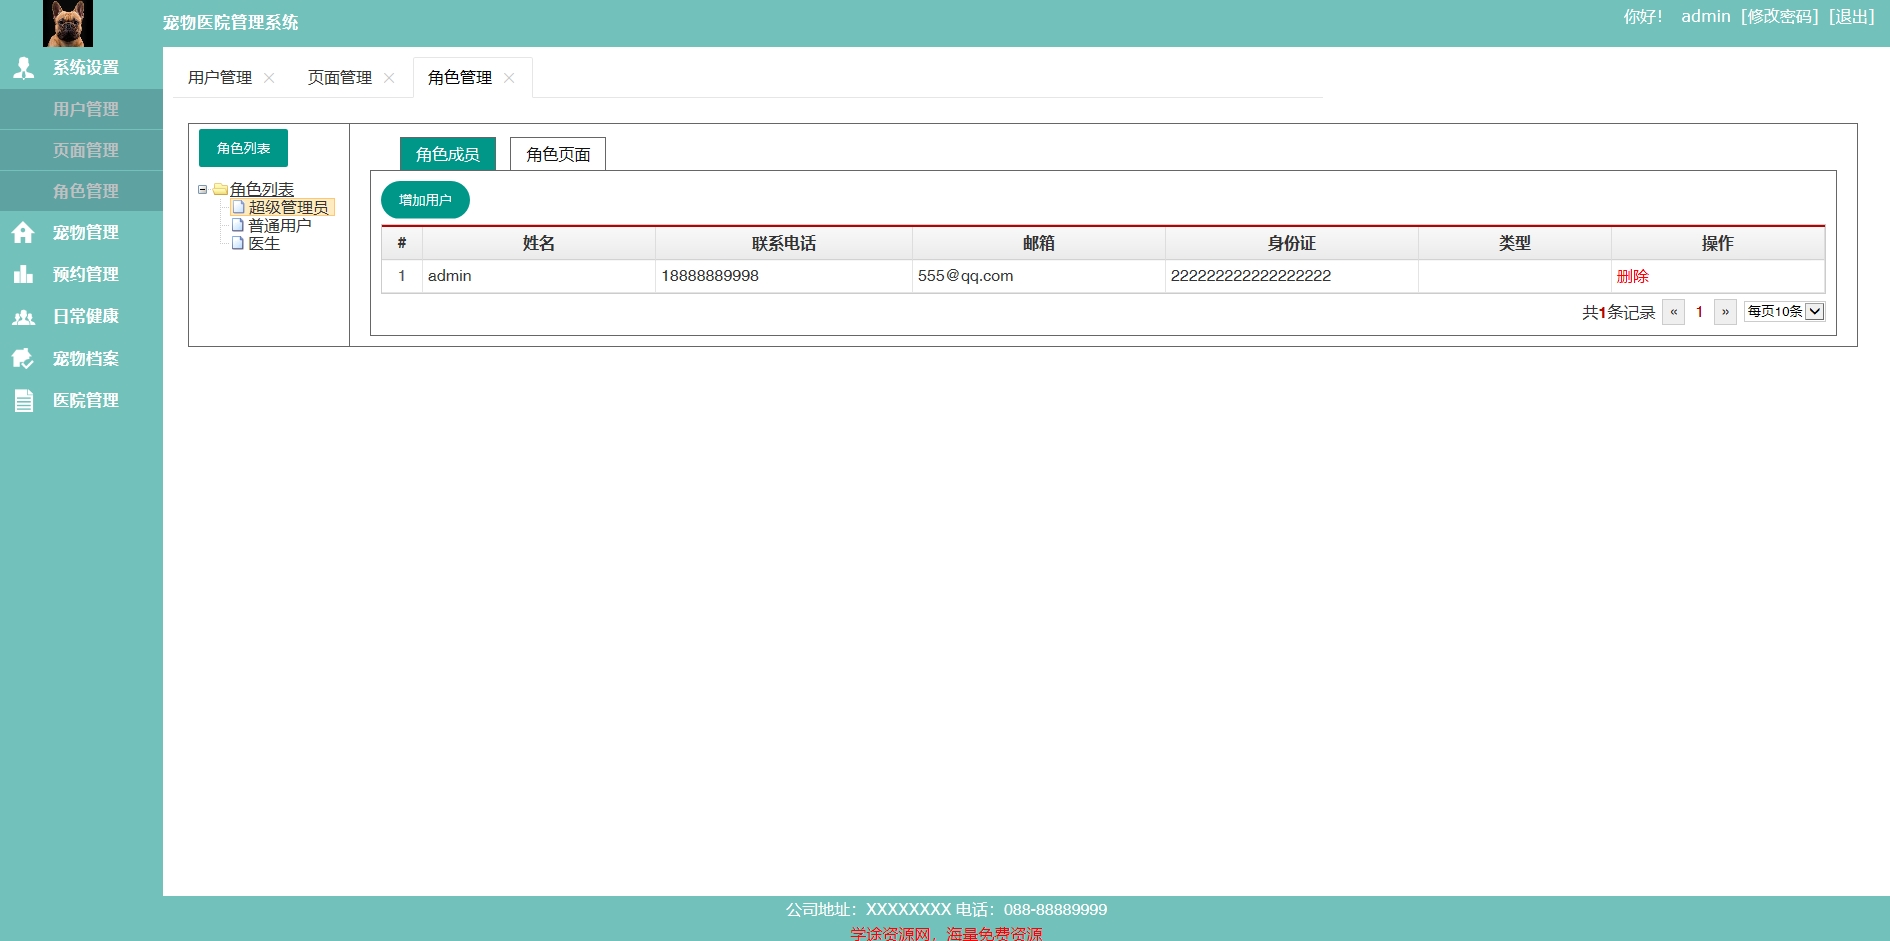 宠物医院管理系统
你好！ admin [修改密码] [退出]
系统设置
用户管理
页面管理
角色管理
宠物管理
预约管理
日常健康
宠物档案
医院管理
用户管理 页面管理 角色管理
角色列表
角色列表
超级管理员
普通用户
医生
角色成员 角色页面
增加用户
# 姓名 联系电话 邮箱 身份证 类型 操作
1 admin 18888889998 555@qq.com 222222222222222222 删除
共1条记录 « 1 » 每页10条
公司地址：XXXXXXXX 电话：088-88889999
学途资源网，海量免费资源